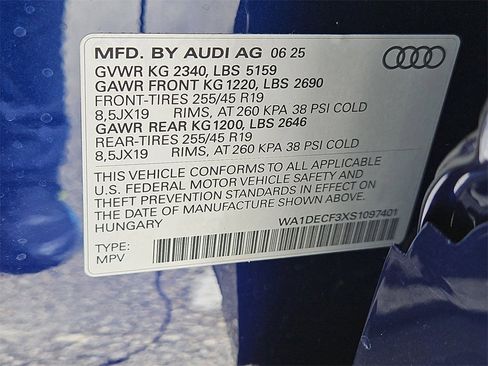 MFD. BY AUDI AG 06 25
GVWR KG 2340, LBS 5159
GAWR FRONT KG 1220, LBS 2690
FRONT-TIRES 255/45 R19
8,5JX19 RIMS, AT 260 KPA 38 PSI COLD
GAWR REAR KG 1200, LBS 2646
REAR-TIRES 255/45 R19
8,5JX19 RIMS, AT 260 KPA 38 PSI COLD
THIS VEHICLE CONFORMS TO ALL APPLICABLE
U.S. FEDERAL MOTOR VEHICLE SAFETY AND
THEFT PREVENTION STANDARDS IN EFFECT ON
THE DATE OF MANUFACTURE SHOWN ABOVE.
HUNGARY WA1DECF3XS1097401
TYPE:
MPV